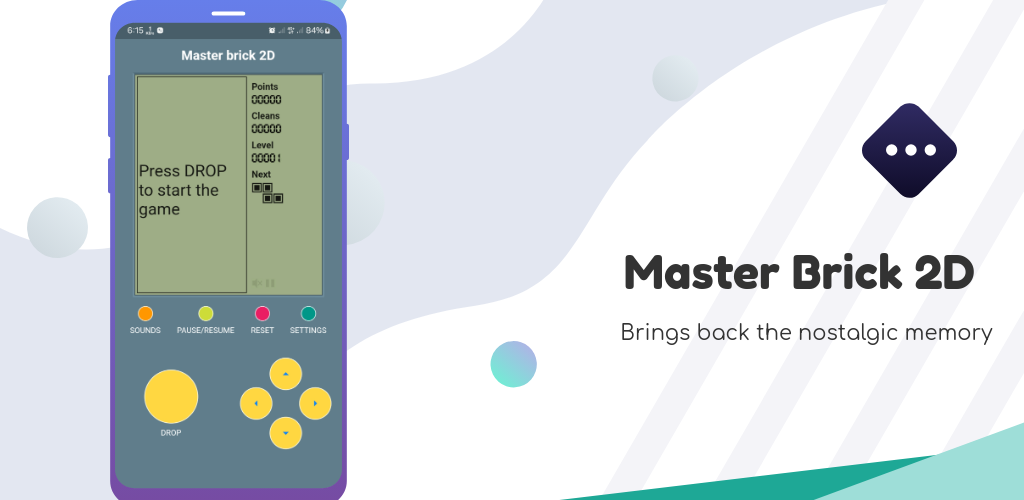 6:15
84%
Master brick 2D
Points
00000
Cleans
00000
Level
00001
Next
Press DROP
to start the
game
SOUNDS
PAUSE/RESUME
RESET
SETTINGS
DROP
Master Brick 2D
Brings back the nostalgic memory